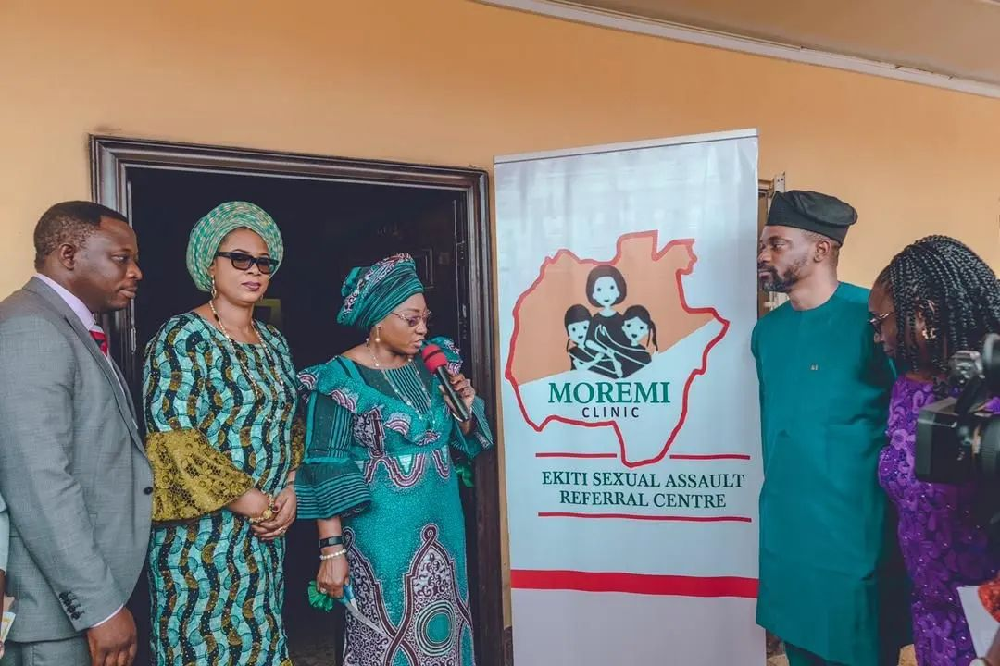 MOREMI
CLINIC
EKITI SEXUAL ASSAULT
REFERRAL CENTRE